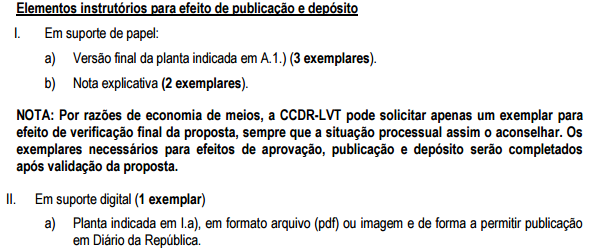 Elementos instrutórios para efeito de publicação e depósito
I. Em suporte de papel:
a) Versão final da planta indicada em A.1.) (3 exemplares).
b) Nota explicativa (2 exemplares).
NOTA: Por razões de economia de meios, a CCDR-LVT pode solicitar apenas um exemplar para
efeito de verificação final da proposta, sempre que a situação processual assim o aconselhar. Os
exemplares necessários para efeitos de aprovação, publicação e depósito serão completados
após validação da proposta.
II. Em suporte digital (1 exemplar)
a) Planta indicada em I.a), em formato arquivo (pdf) ou imagem e de forma a permitir publicação
em Diário da República.